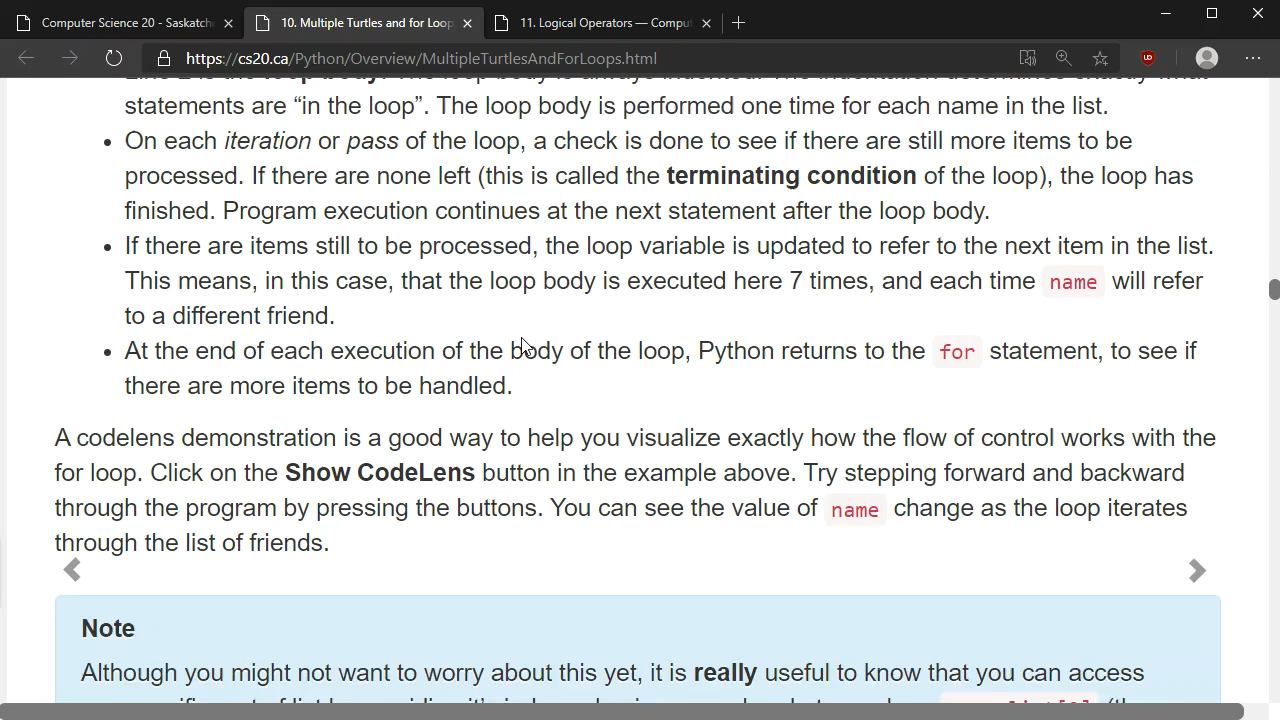 Computer Science 20 - Saskatch
10. Multiple Turtles and for Loop
11. Logical Operators — Comput
https://cs20.ca/Python/Overview/MultipleTurtlesAndForLoops.html
statements are “in the loop”. The loop body is performed one time for each name in the list.
• On each iteration or pass of the loop, a check is done to see if there are still more items to be
processed. If there are none left (this is called the terminating condition of the loop), the loop has
finished. Program execution continues at the next statement after the loop body.
• If there are items still to be processed, the loop variable is updated to refer to the next item in the list.
This means, in this case, that the loop body is executed here 7 times, and each time name will refer
to a different friend.
• At the end of each execution of the body of the loop, Python returns to the for statement, to see if
there are more items to be handled.
A codelens demonstration is a good way to help you visualize exactly how the flow of control works with the
for loop. Click on the Show CodeLens button in the example above. Try stepping forward and backward
through the program by pressing the buttons. You can see the value of name change as the loop iterates
through the list of friends.
Note
Although you might not want to worry about this yet, it is really useful to know that you can access